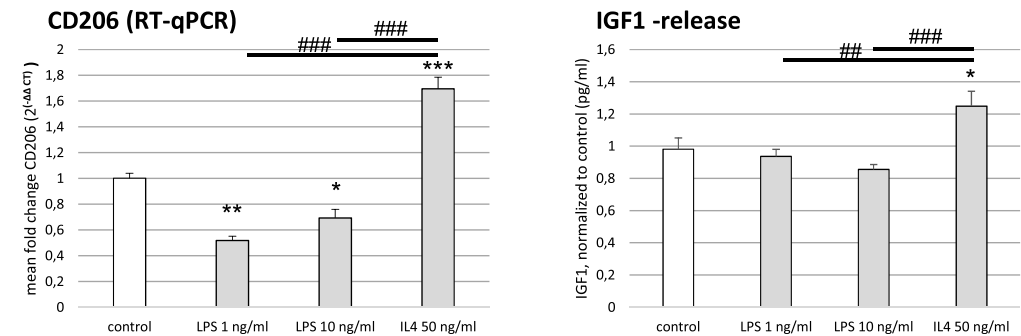 CD206 (RT-qPCR)
###
###
***
**
*
mean fold change CD206 (2(-ΔΔ CT) )
2
1,8
1,6
1,4
1,2
1
0,8
0,6
0,4
0,2
0
control
LPS 1 ng/ml
LPS 10 ng/ml
IL4 50 ng/ml
IGF1 -release
###
##
*
IGF1, normalized to control (pg/ml)
1,6
1,4
1,2
1
0,8
0,6
0,4
0,2
0
control
LPS 1 ng/ml
LPS 10 ng/ml
IL4 50 ng/ml